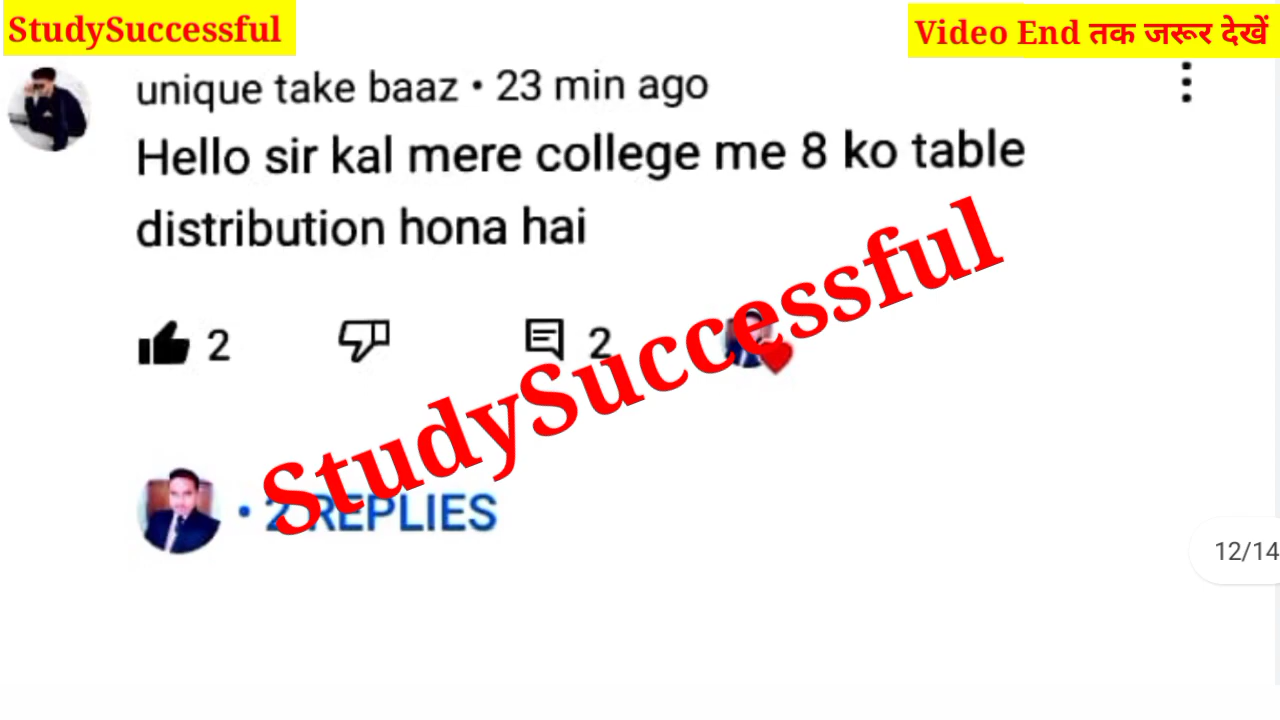 StudySuccessful
Video End तक जरूर देखें
unique take baaz • 23 min ago
Hello sir kal mere college me 8 ko table
distribution hona hai
2
2
StudySuccessful
• 2 REPLIES
12/14